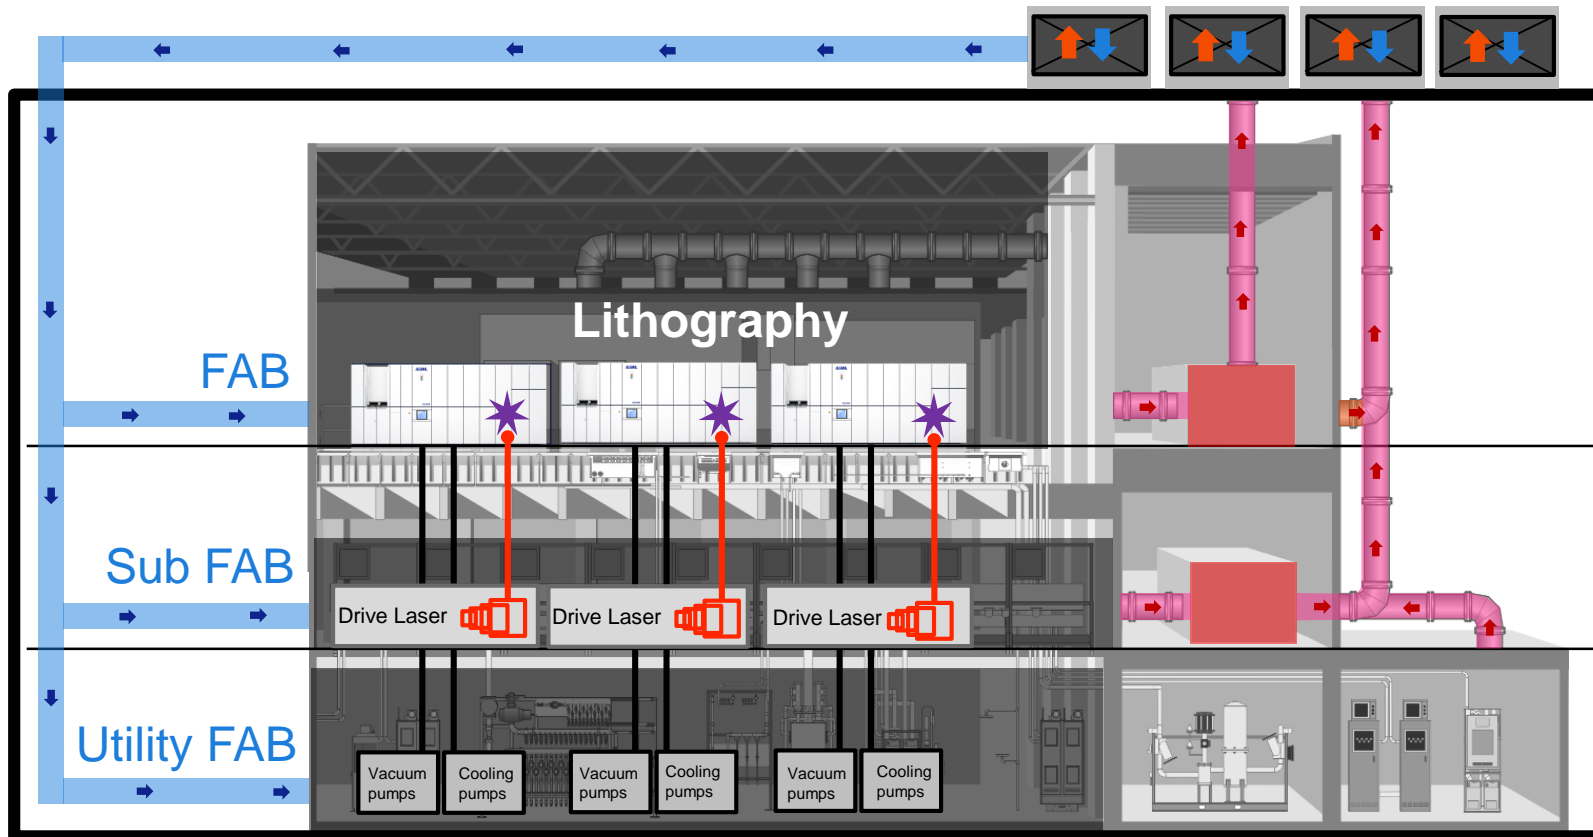 Lithography
FAB
Sub FAB
Drive Laser
Drive Laser
Drive Laser
Utility FAB
Vacuum
pumps
Cooling
pumps
Vacuum
pumps
Cooling
pumps
Vacuum
pumps
Cooling
pumps